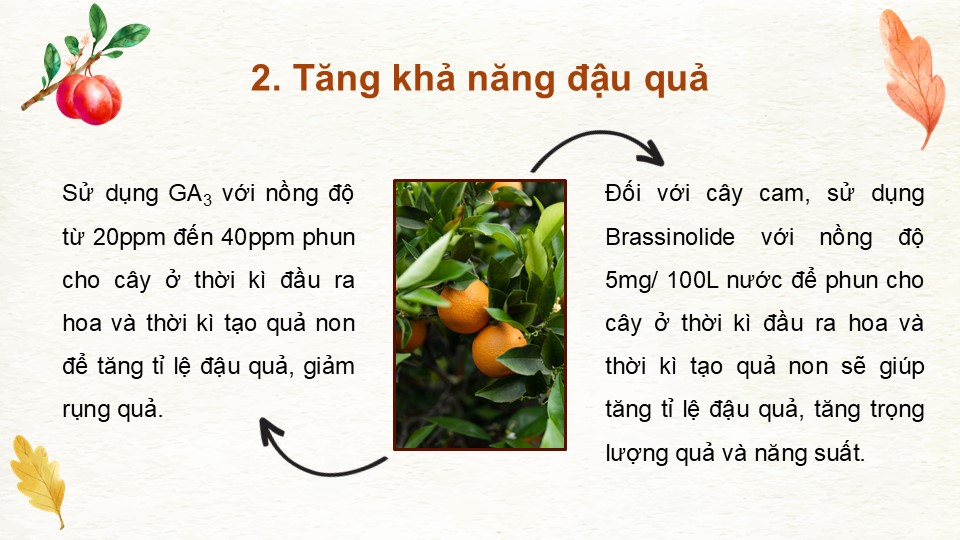 2. Tăng khả năng đậu quả
Sử dụng GA₃ với nồng độ
từ 20ppm đến 40ppm phun
cho cây ở thời kì đầu ra
hoa và thời kì tạo quả non
để tăng tỉ lệ đậu quả, giảm
rụng quả.
Đối với cây cam, sử dụng
Brassinolide với nồng độ
5mg/ 100L nước để phun cho
cây ở thời kì đầu ra hoa và
thời kì tạo quả non sẽ giúp
tăng tỉ lệ đậu quả, tăng trọng
lượng quả và năng suất.